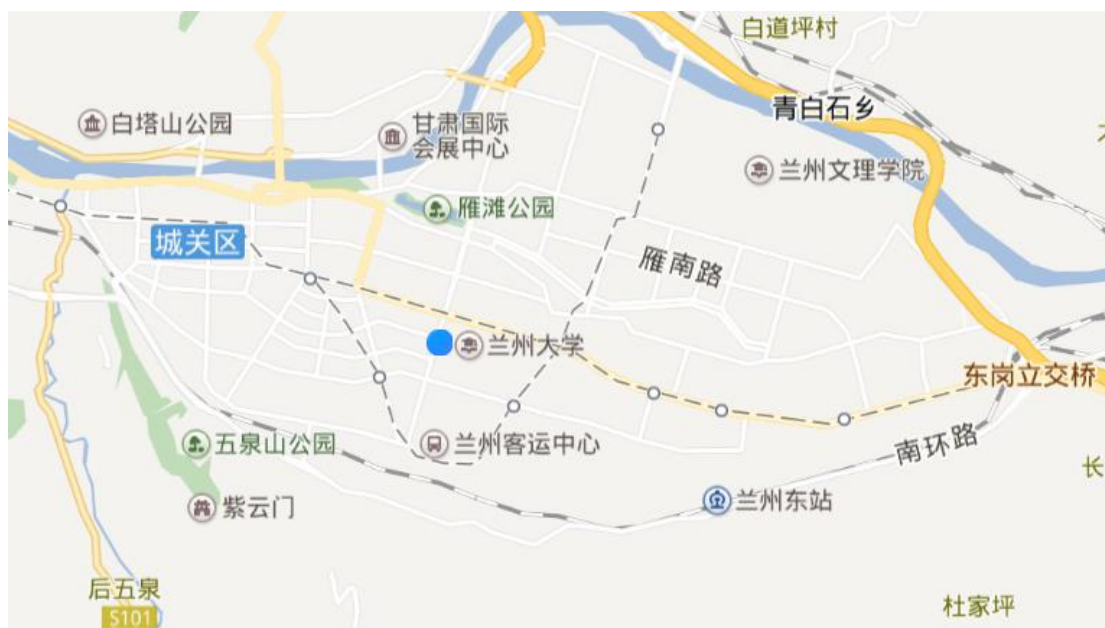 白道坪村
青白石乡
白塔山公园
甘肃国际
会展中心
兰州文理学院
雁滩公园
城关区
雁南路
兰州大学
东岗立交桥
五泉山公园
兰州客运中心
南环路
长
紫云门
兰州东站
后五泉
S101
杜家坪